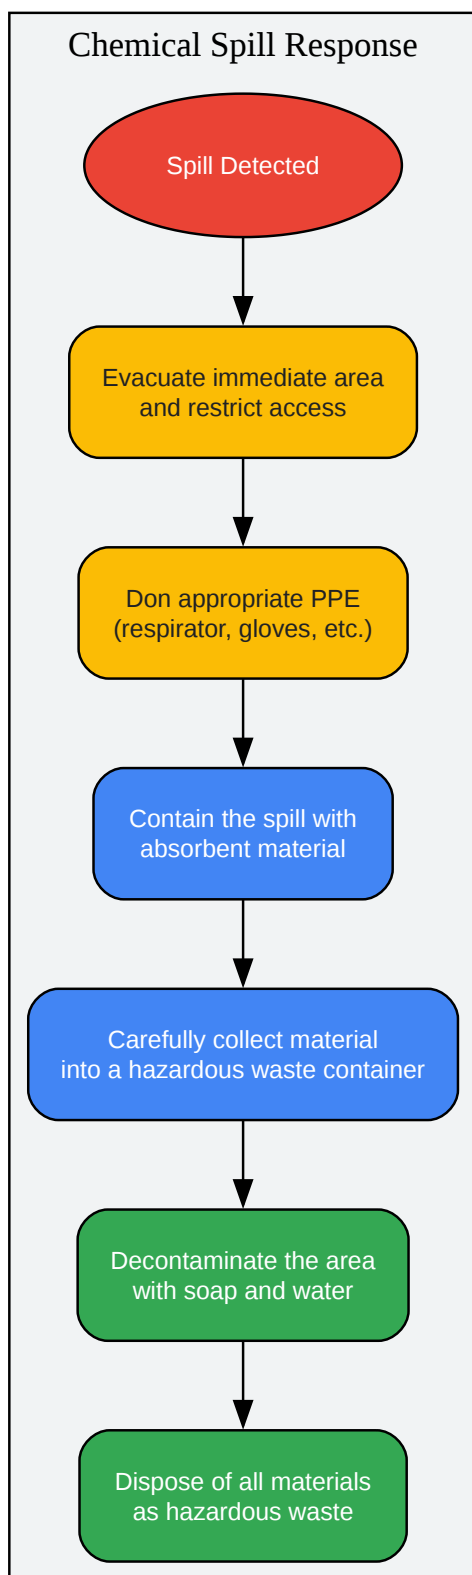 Chemical Spill Response
Spill Detected
Evacuate immediate area
and restrict access
Don appropriate PPE
(respirator, gloves, etc.)
Contain the spill with
absorbent material
Carefully collect material
into a hazardous waste container
Decontaminate the area
with soap and water
Dispose of all materials
as hazardous waste